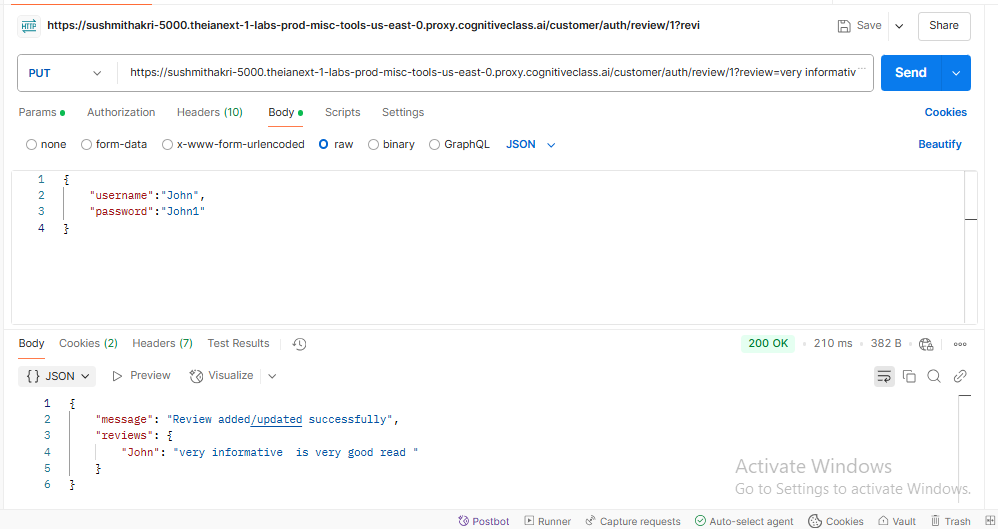 HTTP https://sushmithakri-5000.theianext-1-labs-prod-misc-tools-us-east-0.proxy.cognitiveclass.ai/customer/auth/review/1?revi Save Share
PUT https://sushmithakri-5000.theianext-1-labs-prod-misc-tools-us-east-0.proxy.cognitiveclass.ai/customer/auth/review/1?review=very informativ... Send
Params Authorization Headers (10) Body Scripts Settings Cookies
none form-data x-www-form-urlencoded raw binary GraphQL JSON Beautify
1 {
2 "username":"John",
3 "password":"John1"
4 }
Body Cookies (2) Headers (7) Test Results 200 OK 210 ms 382 B
{} JSON Preview Visualize
1 {
2 "message": "Review added/updated successfully",
3 "reviews": {
4 "John": "very informative  is very good read "
5 }
6 }
Activate Windows
Go to Settings to activate Windows.
Postbot Runner Capture requests Auto-select agent Cookies Vault Trash